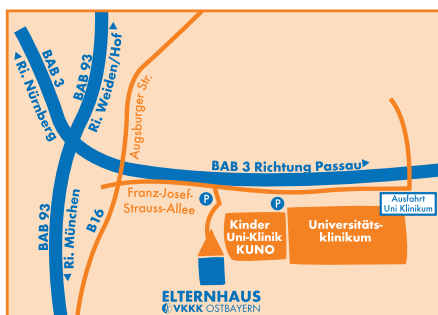 BAB 3
Ri. Nürnberg
BAB 93
Ri. Weiden/Hof
Augsburger Str.
BAB 3 Richtung Passau
Franz-Josef-
Strauss-Allee
P
P
Ausfahrt
Uni Klinikum
BAB 93
Ri. München
B16
Kinder
Uni-Klinik
KUNO
Universitäts-
klinikum
ELTERNHAUS
VKKK OSTBAYERN